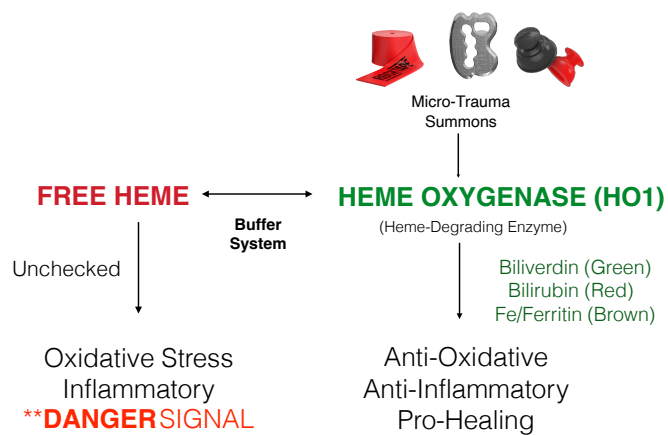 ROCKTAPE
Micro-Trauma
Summons
FREE HEME
HEME OXYGENASE (HO1)
Buffer
System
(Heme-Degrading Enzyme)
Unchecked
Biliverdin (Green)
Bilirubin (Red)
Fe/Ferritin (Brown)
Oxidative Stress
Inflammatory
**DANGER SIGNAL
Anti-Oxidative
Anti-Inflammatory
Pro-Healing